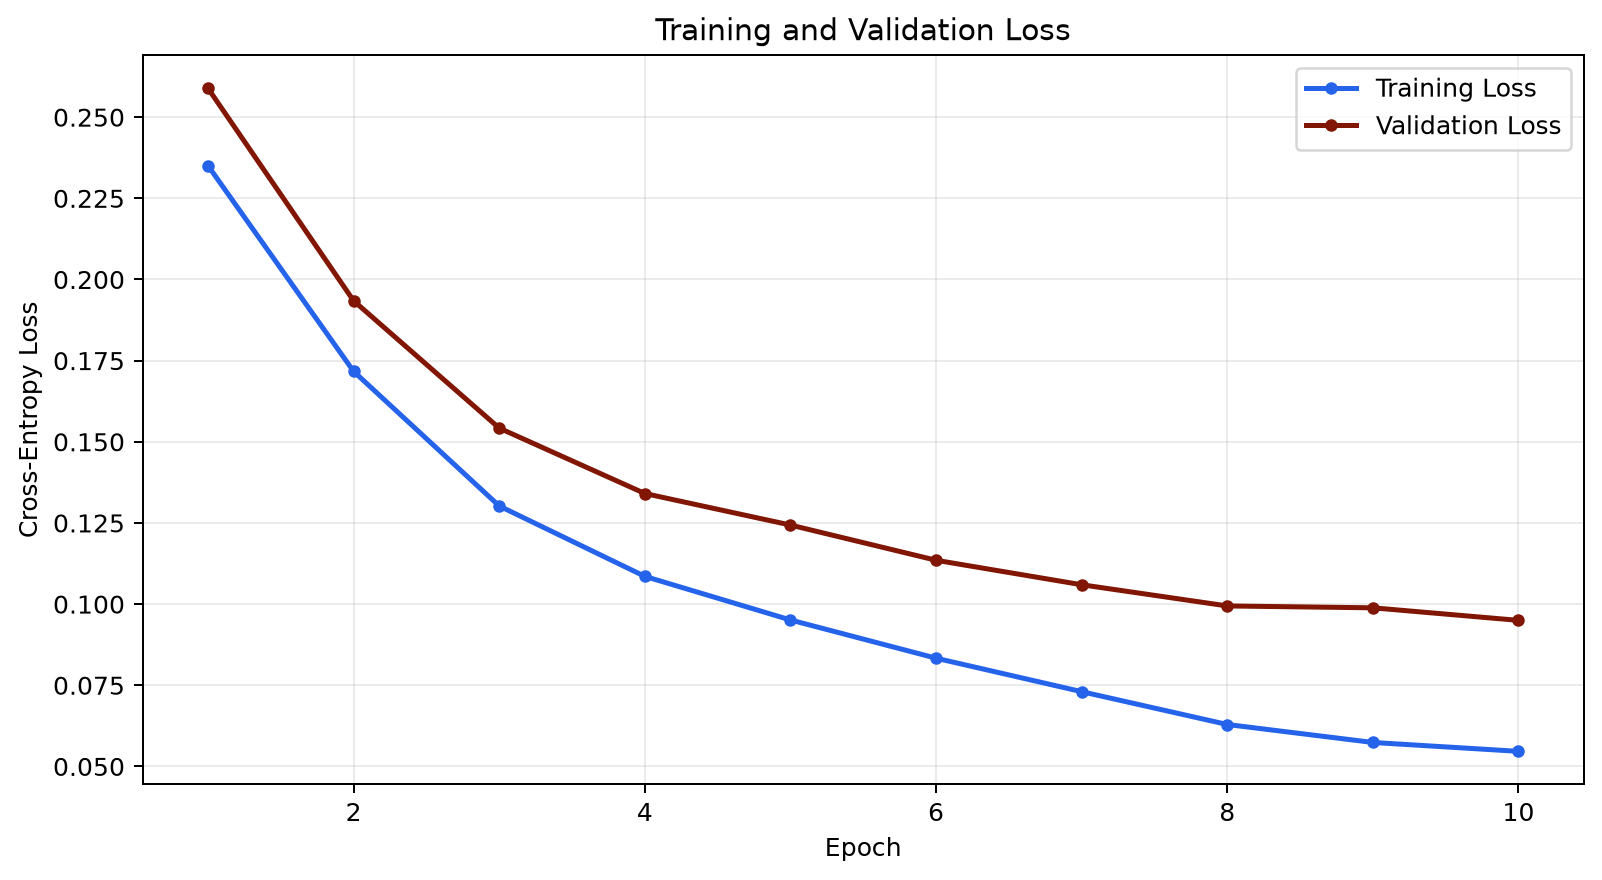 Training and Validation Loss
Training Loss
Validation Loss
Cross-Entropy Loss
0.250
0.225
0.200
0.175
0.150
0.125
0.100
0.075
0.050
2 4 6 8 10
Epoch